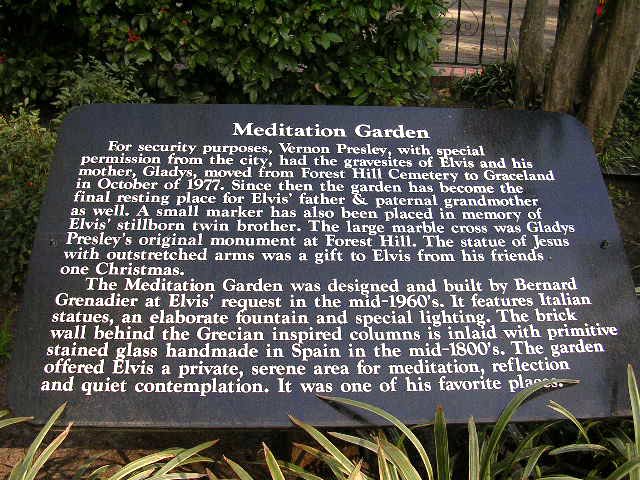 Meditation Garden
For security purposes, Vernon Presley, with special
permission from the city, had the gravesites of Elvis and his
mother, Gladys, moved from Forest Hill Cemetery to Graceland
in October of 1977. Since then the garden has become the
final resting place for Elvis' father & paternal grandmother
as well. A small marker has also been placed in memory of
Elvis' stillborn twin brother. The large marble cross was Gladys
Presley's original monument at Forest Hill. The statue of Jesus
with outstretched arms was a gift to Elvis from his friends
one Christmas.
The Meditation Garden was designed and built by Bernard
Grenadier at Elvis' request in the mid-1960's. It features Italian
statues, an elaborate fountain and special lighting. The brick
wall behind the Grecian inspired columns is inlaid with primitive
stained glass handmade in Spain in the mid-1800's. The garden
offered Elvis a private, serene area for meditation, reflection
and quiet contemplation. It was one of his favorite places.